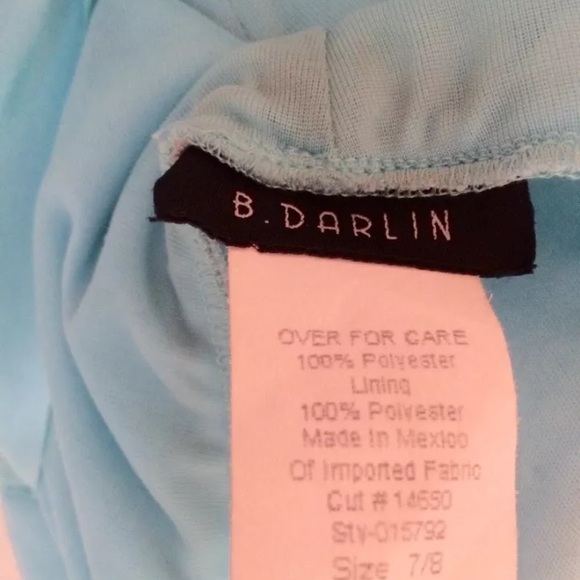 B. DARLIN
OVER FOR CARE
100% Polyester
Lining
100% Polyester
Made In Mexico
Of Imported Fabric
Cut # 14650
Sty-015792
Size 7/8